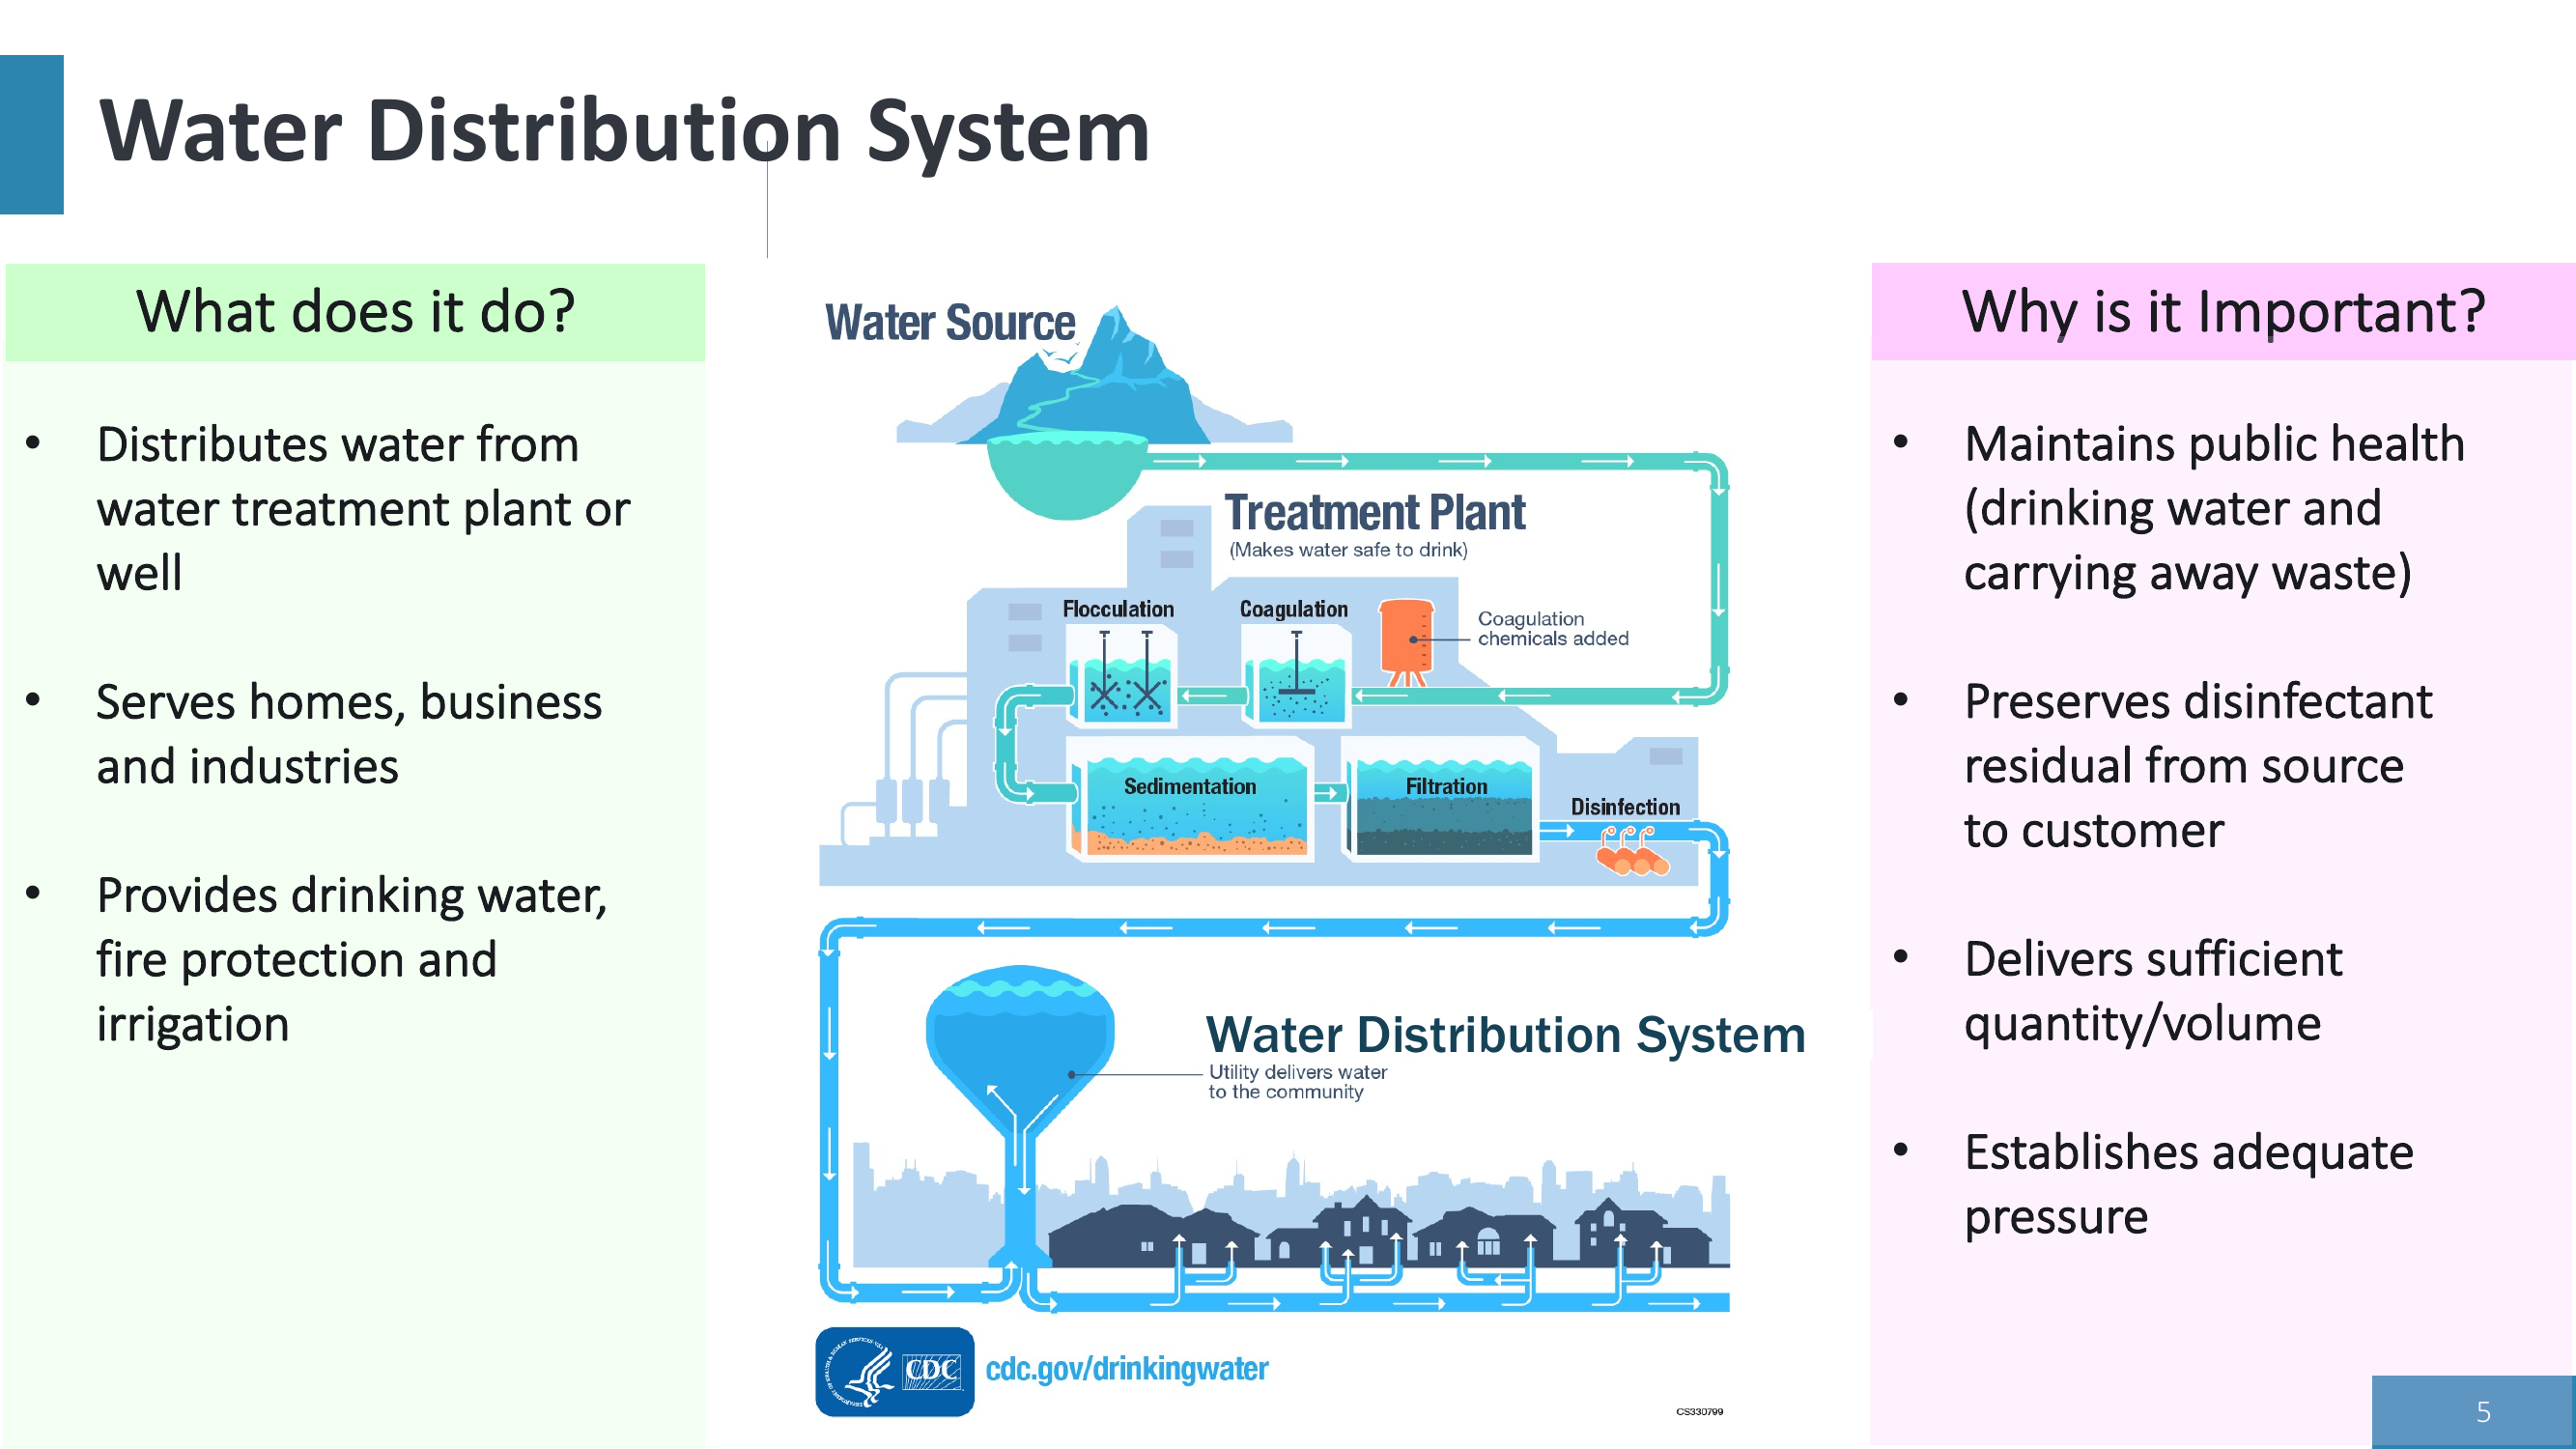 Water Distribution System
What does it do?
• Distributes water from
water treatment plant or
well
• Serves homes, business
and industries
• Provides drinking water,
fire protection and
irrigation
Water Source
Treatment Plant
(Makes water safe to drink)
Flocculation
Coagulation
Coagulation
chemicals added
Sedimentation
Filtration
Disinfection
Water Distribution System
Utility delivers water
to the community
CDC
cdc.gov/drinkingwater
CS330799
Why is it Important?
• Maintains public health
(drinking water and
carrying away waste)
• Preserves disinfectant
residual from source
to customer
• Delivers sufficient
quantity/volume
• Establishes adequate
pressure
5